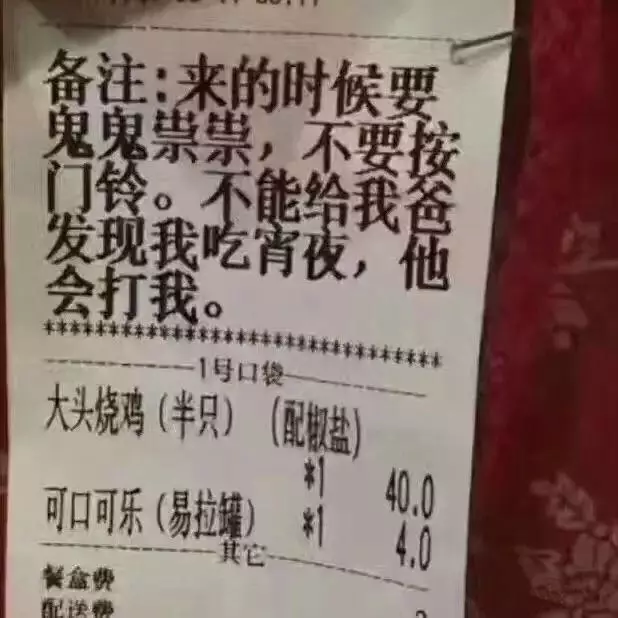 备注:来的时候要
鬼鬼祟祟,不要按
门铃。不能给我爸
发现我吃宵夜,他
会打我。
********************************
1号口袋
大头烧鸡(半只) (配椒盐)
*1 40.0
可口可乐(易拉罐) *1 4.0
其它
餐盒费
配送费